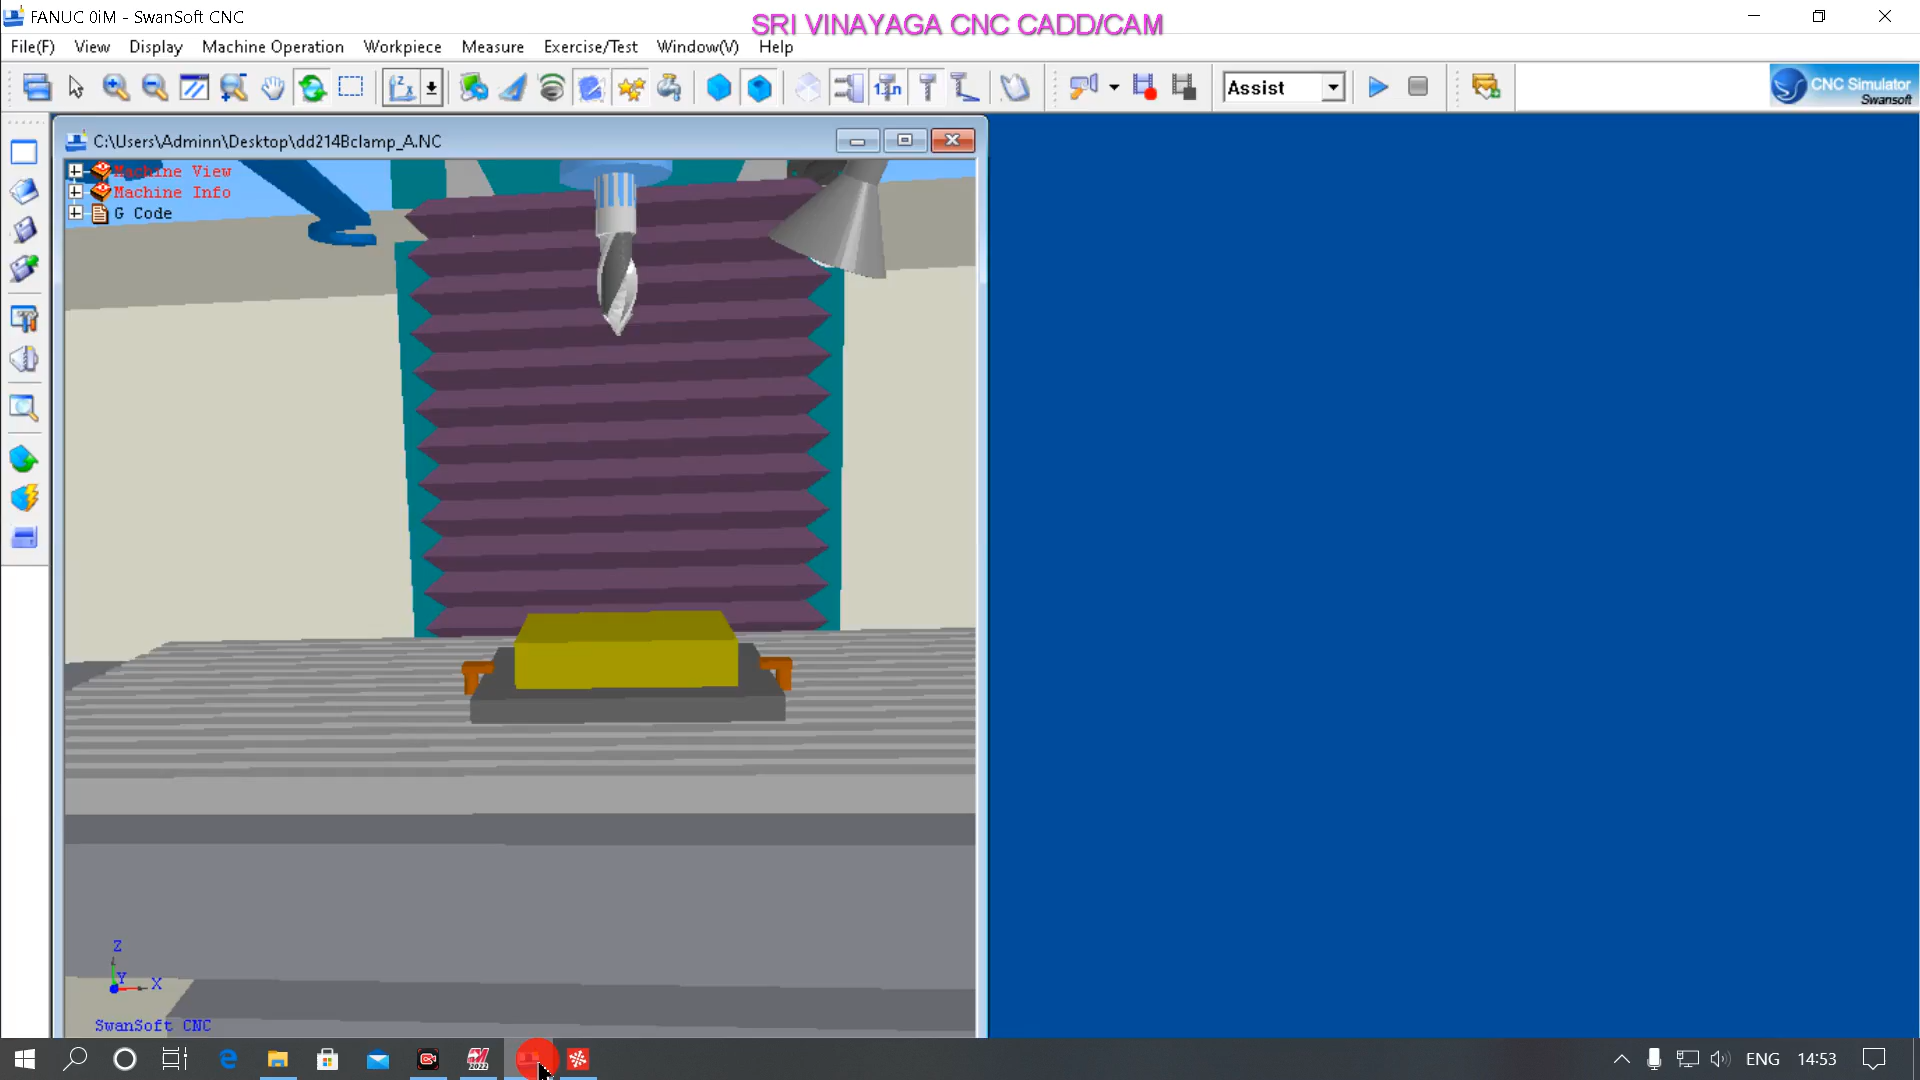 FANUC 0iM - SwanSoft CNC
SRI VINAYAGA CNC CADD/CAM
File(F) View Display Machine Operation Workpiece Measure Exercise/Test Window(V) Help
Assist
CNC Simulator
Swansoft
C:\Users\Adminn\Desktop\dd214Bclamp_A.NC
Machine View
Machine Info
G Code
Z
Y
X
SwanSoft CNC
2022
ENG
14:53